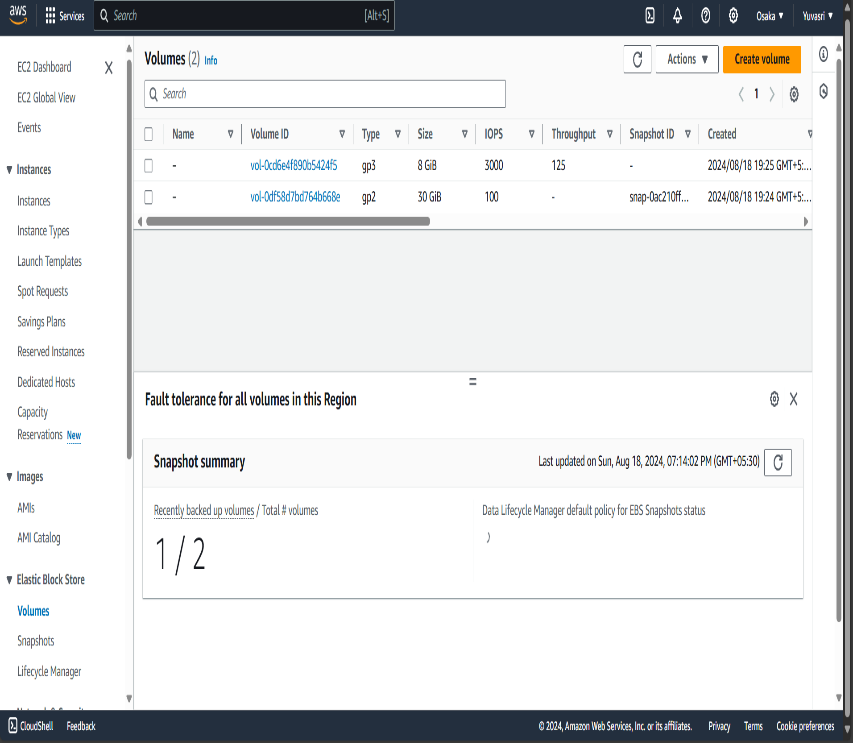 aws Services Search [Alt+S] Osaka Yuvasri
EC2 Dashboard
EC2 Global View
Events
Instances
Instances
Instance Types
Launch Templates
Spot Requests
Savings Plans
Reserved Instances
Dedicated Hosts
Capacity
Reservations New
Images
AMIs
AMI Catalog
Elastic Block Store
Volumes
Snapshots
Lifecycle Manager
Volumes (2) Info
Actions
Create volume
Search
1
Name Volume ID Type Size IOPS Throughput Snapshot ID Created
- vol-0cd6e4f890b5424f5 gp3 8 GiB 3000 125 - 2024/08/18 19:25 GMT+5:...
- vol-0df58d7bd764b668e gp2 30 GiB 100 - snap-0ac210ff... 2024/08/18 19:24 GMT+5:...
Fault tolerance for all volumes in this Region
Snapshot summary
Last updated on Sun, Aug 18, 2024, 07:14:02 PM (GMT+05:30)
Recently backed up volumes / Total # volumes
1 / 2
Data Lifecycle Manager default policy for EBS Snapshots status
CloudShell Feedback © 2024, Amazon Web Services, Inc. or its affiliates. Privacy Terms Cookie preferences